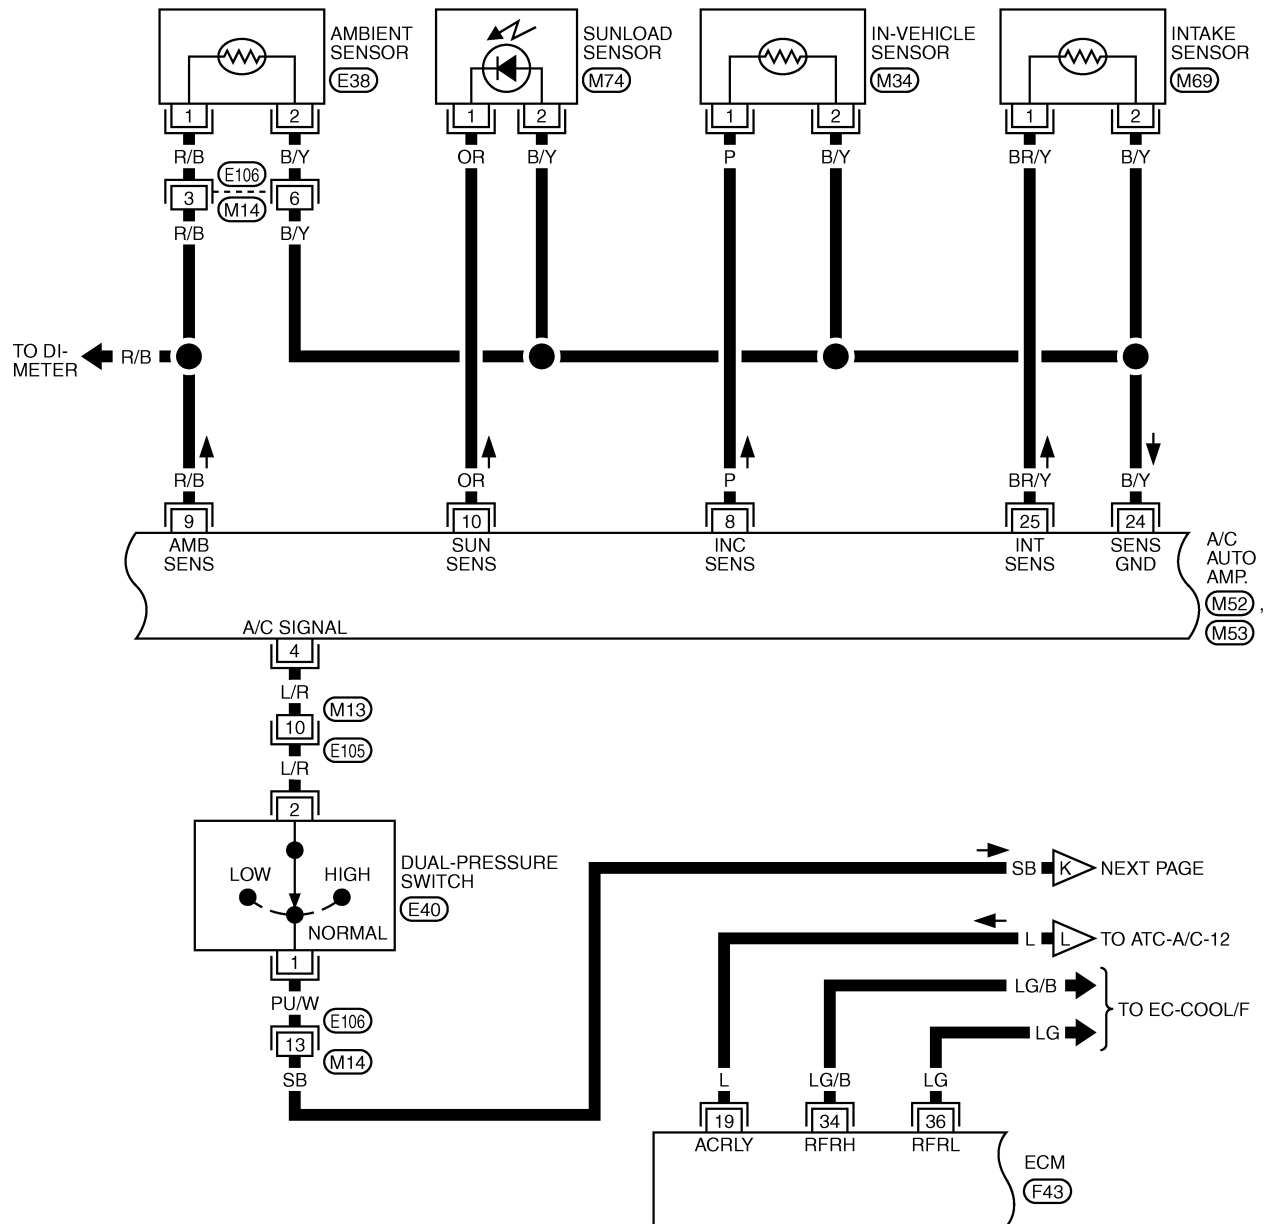 AMBIENT
SENSOR
E38
SUNLOAD
SENSOR
M74
IN-VEHICLE
SENSOR
M34
INTAKE
SENSOR
M69
1 2 1 2 1 2 1 2
R/B B/Y OR B/Y P B/Y BR/Y B/Y
E106
3 6
M14
R/B B/Y
TO DI-
METER
R/B
R/B OR P BR/Y B/Y
9 10 8 25 24
AMB
SENS
SUN
SENS
INC
SENS
INT
SENS
SENS
GND
A/C
AUTO
AMP.
M52 ,
M53
A/C SIGNAL
4
L/R
M13
10
E105
L/R
2
LOW HIGH
NORMAL
DUAL-PRESSURE
SWITCH
E40
1
PU/W
E106
13
M14
SB
SB K NEXT PAGE
L L TO ATC-A/C-12
LG/B
TO EC-COOL/F
LG
L LG/B LG
19 34 36
ACRLY RFRH RFRL
ECM
F43